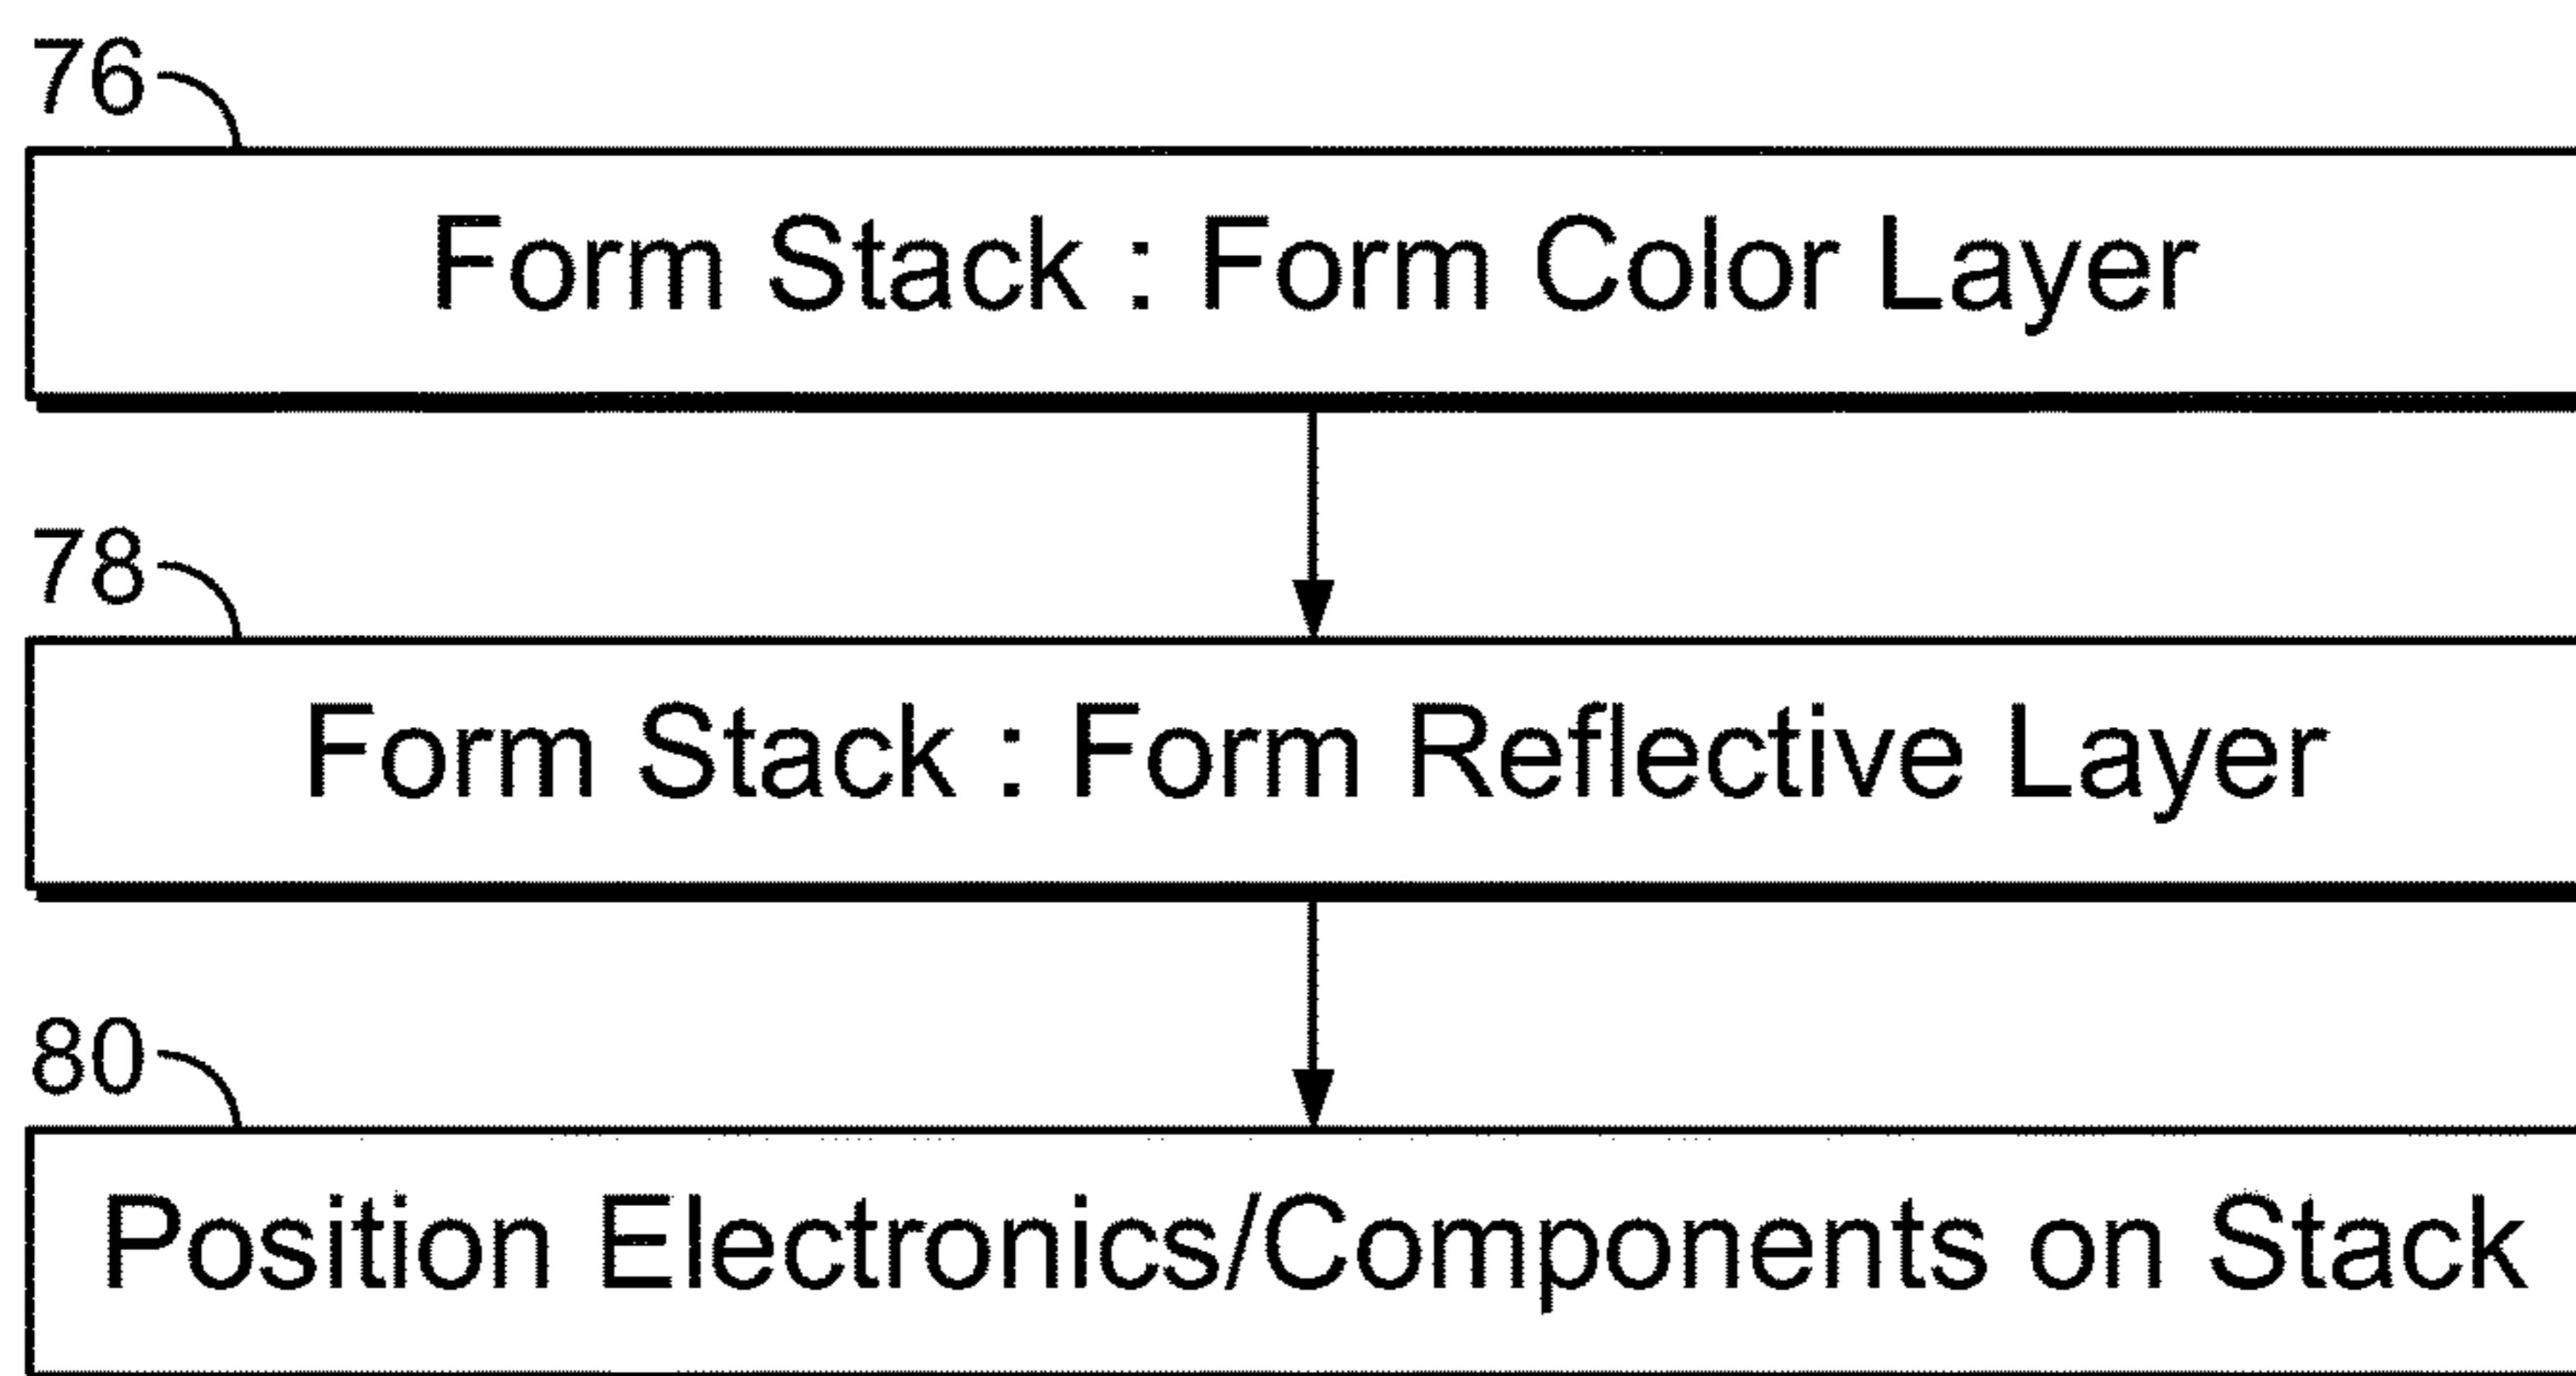 76
Form Stack : Form Color Layer
78
Form Stack : Form Reflective Layer
80
Position Electronics/Components on Stack